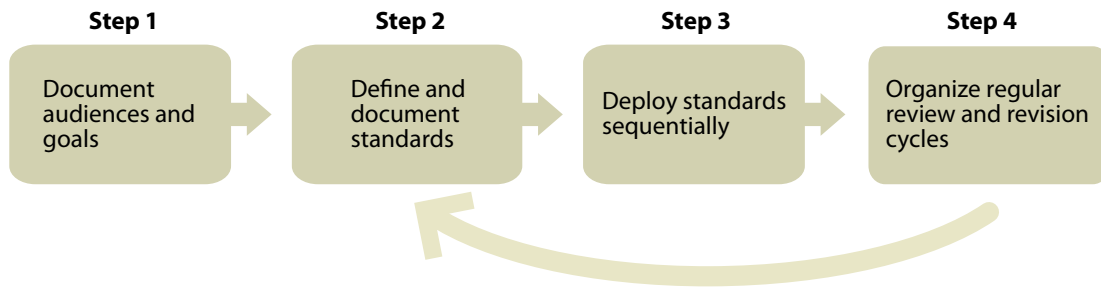 Step 1
Document
audiences and
goals
Step 2
Define and
document
standards
Step 3
Deploy standards
sequentially
Step 4
Organize regular
review and revision
cycles